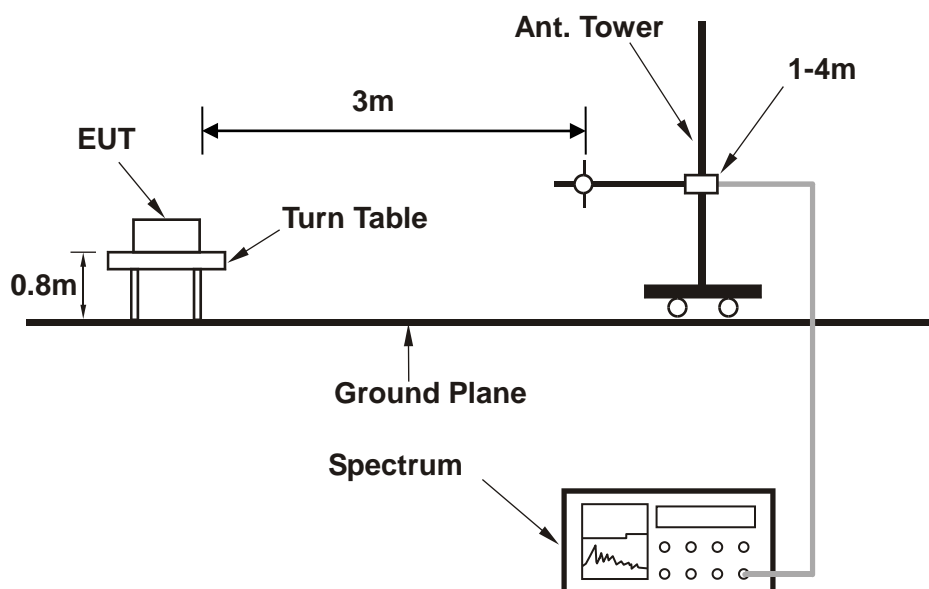 Ant. Tower
1-4m
3m
EUT
Turn Table
0.8m
Ground Plane
Spectrum